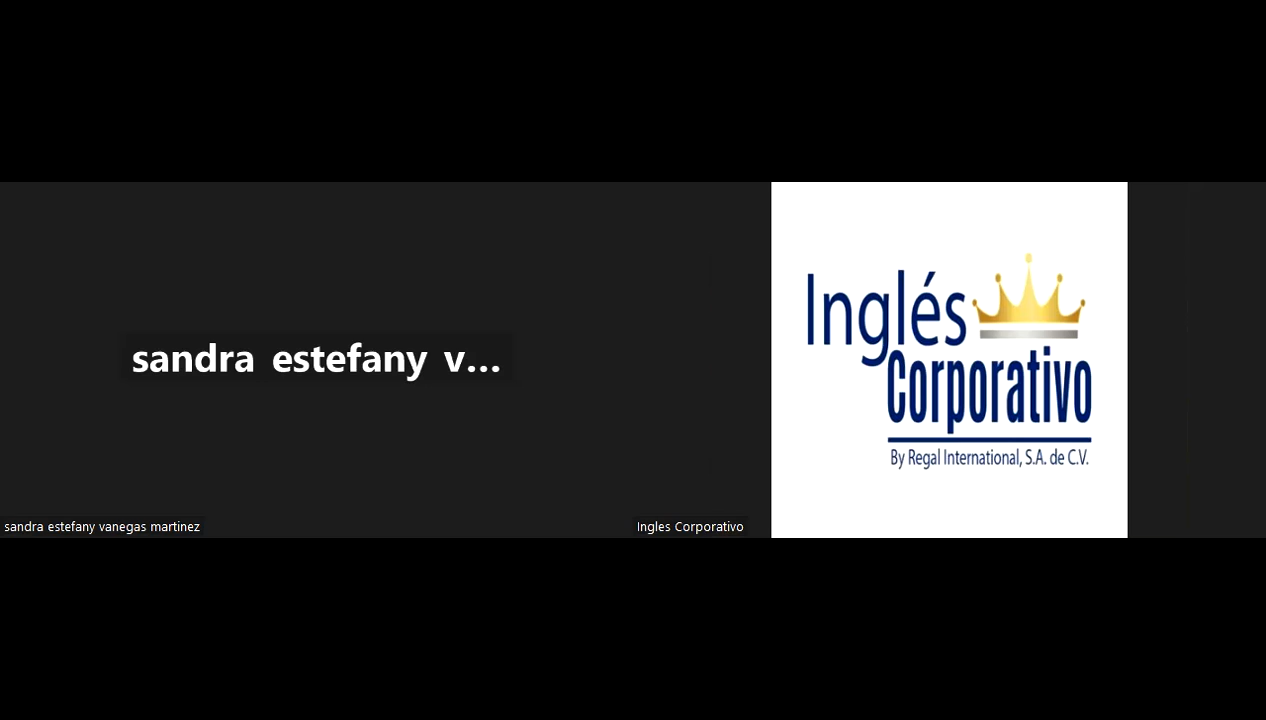 sandra estefany v...
sandra estefany vanegas martinez
Inglés
Corporativo
By Regal International, S.A. de C.V.
Ingles Corporativo